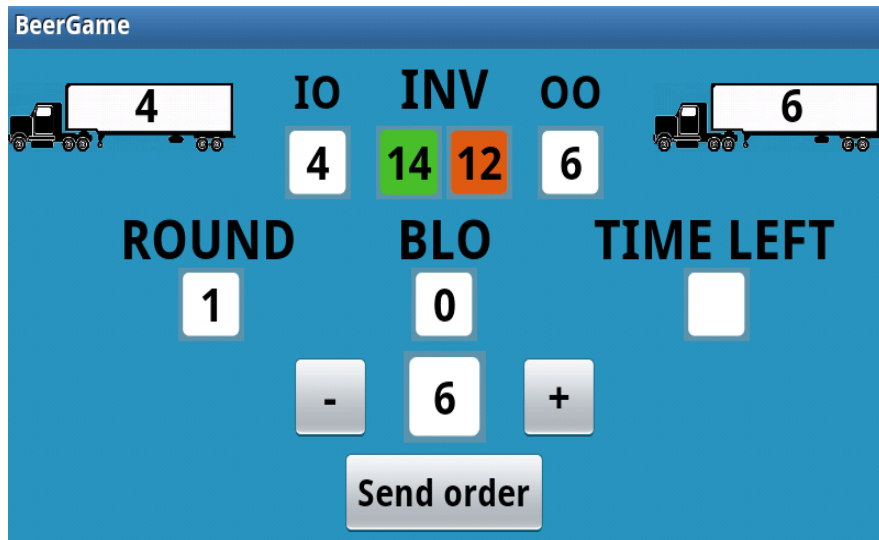 BeerGame
4 IO INV OO 6
4 14 12 6
ROUND BLO TIME LEFT
1 0
- 6 +
Send order